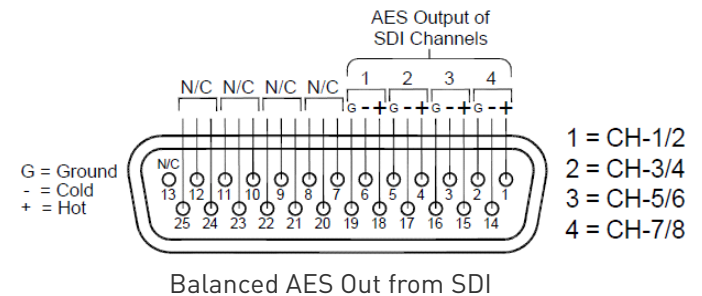 AES Output of
SDI Channels
N/C N/C N/C N/C 1 2 3 4
G - + G - + G - + G - +
G = Ground
- = Cold
+ = Hot
N/C
13 12 11 10 9 8 7 6 5 4 3 2 1
25 24 23 22 21 20 19 18 17 16 15 14
1 = CH-1/2
2 = CH-3/4
3 = CH-5/6
4 = CH-7/8
Balanced AES Out from SDI